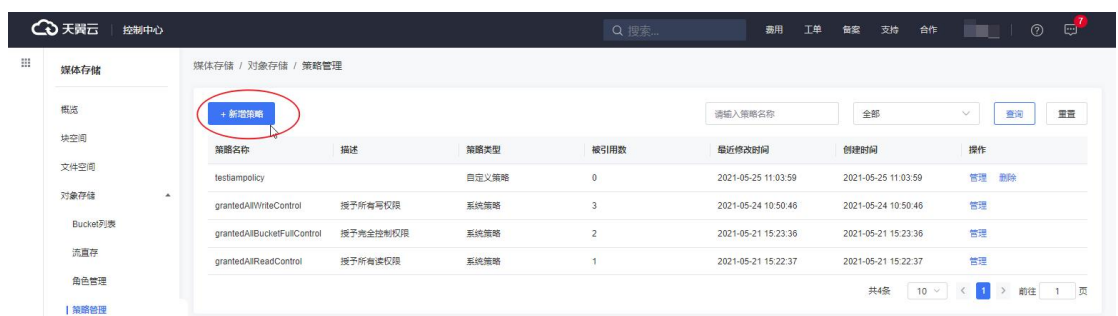 天翼云 控制中心 搜索... 费用 工单 备案 支持 合作 7
媒体存储 媒体存储 / 对象存储 / 策略管理
概览
+ 新增策略 请输入策略名称 全部 查询 重置
块空间
策略名称 描述 策略类型 被引用数 最近修改时间 创建时间 操作
文件空间
testiampolicy 自定义策略 0 2021-05-25 11:03:59 2021-05-25 11:03:59 管理 删除
对象存储
grantedAllWriteControl 授予所有写权限 系统策略 3 2021-05-24 10:50:46 2021-05-24 10:50:46 管理
Bucket列表
grantedAllBucketFullControl 授予完全控制权限 系统策略 2 2021-05-21 15:23:36 2021-05-21 15:23:36 管理
流直存
grantedAllReadControl 授予所有读权限 系统策略 1 2021-05-21 15:22:37 2021-05-21 15:22:37 管理
角色管理
共4条 10 < 1 > 前往 1 页
策略管理